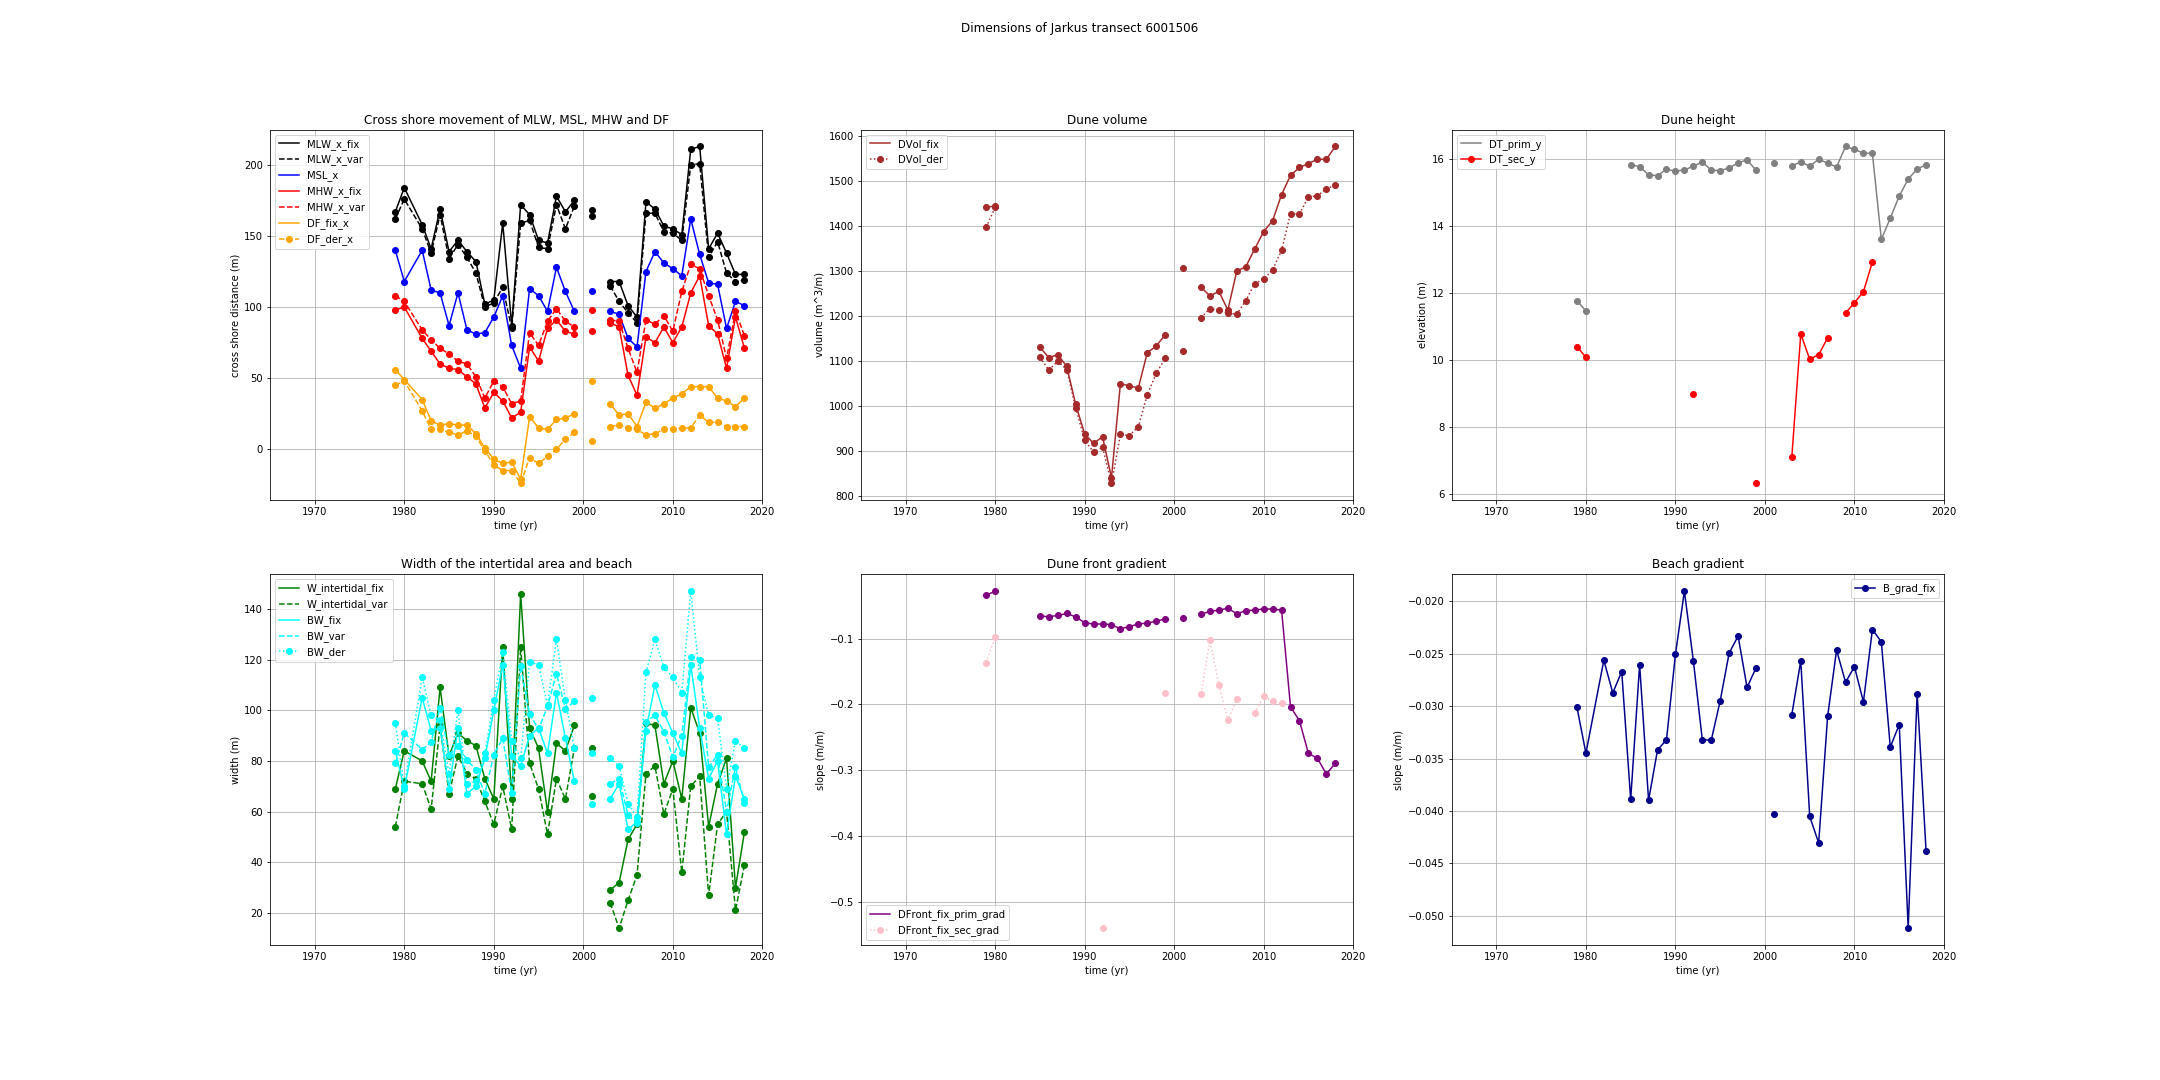 Dimensions of Jarkus transect 6001506
Cross shore movement of MLW, MSL, MHW and DF
MLW_x_fix
MLW_x_var
MSL_x
MHW_x_fix
MHW_x_var
DF_fix_x
DF_der_x
200
150
100
50
0
cross shore distance (m)
1970 1980 1990 2000 2010 2020
time (yr)
Dune volume
DVol_fix
DVol_der
1600
1500
1400
1300
1200
1100
1000
900
800
volume (m^3/m)
1970 1980 1990 2000 2010 2020
time (yr)
Dune height
DT_prim_y
DT_sec_y
16
14
12
10
8
6
elevation (m)
1970 1980 1990 2000 2010 2020
time (yr)
Width of the intertidal area and beach
W_intertidal_fix
W_intertidal_var
BW_fix
BW_var
BW_der
140
120
100
80
60
40
20
width (m)
1970 1980 1990 2000 2010 2020
time (yr)
Dune front gradient
−0.1
−0.2
−0.3
−0.4
−0.5
slope (m/m)
DFront_fix_prim_grad
DFront_fix_sec_grad
1970 1980 1990 2000 2010 2020
time (yr)
Beach gradient
B_grad_fix
−0.020
−0.025
−0.030
−0.035
−0.040
−0.045
−0.050
slope (m/m)
1970 1980 1990 2000 2010 2020
time (yr)